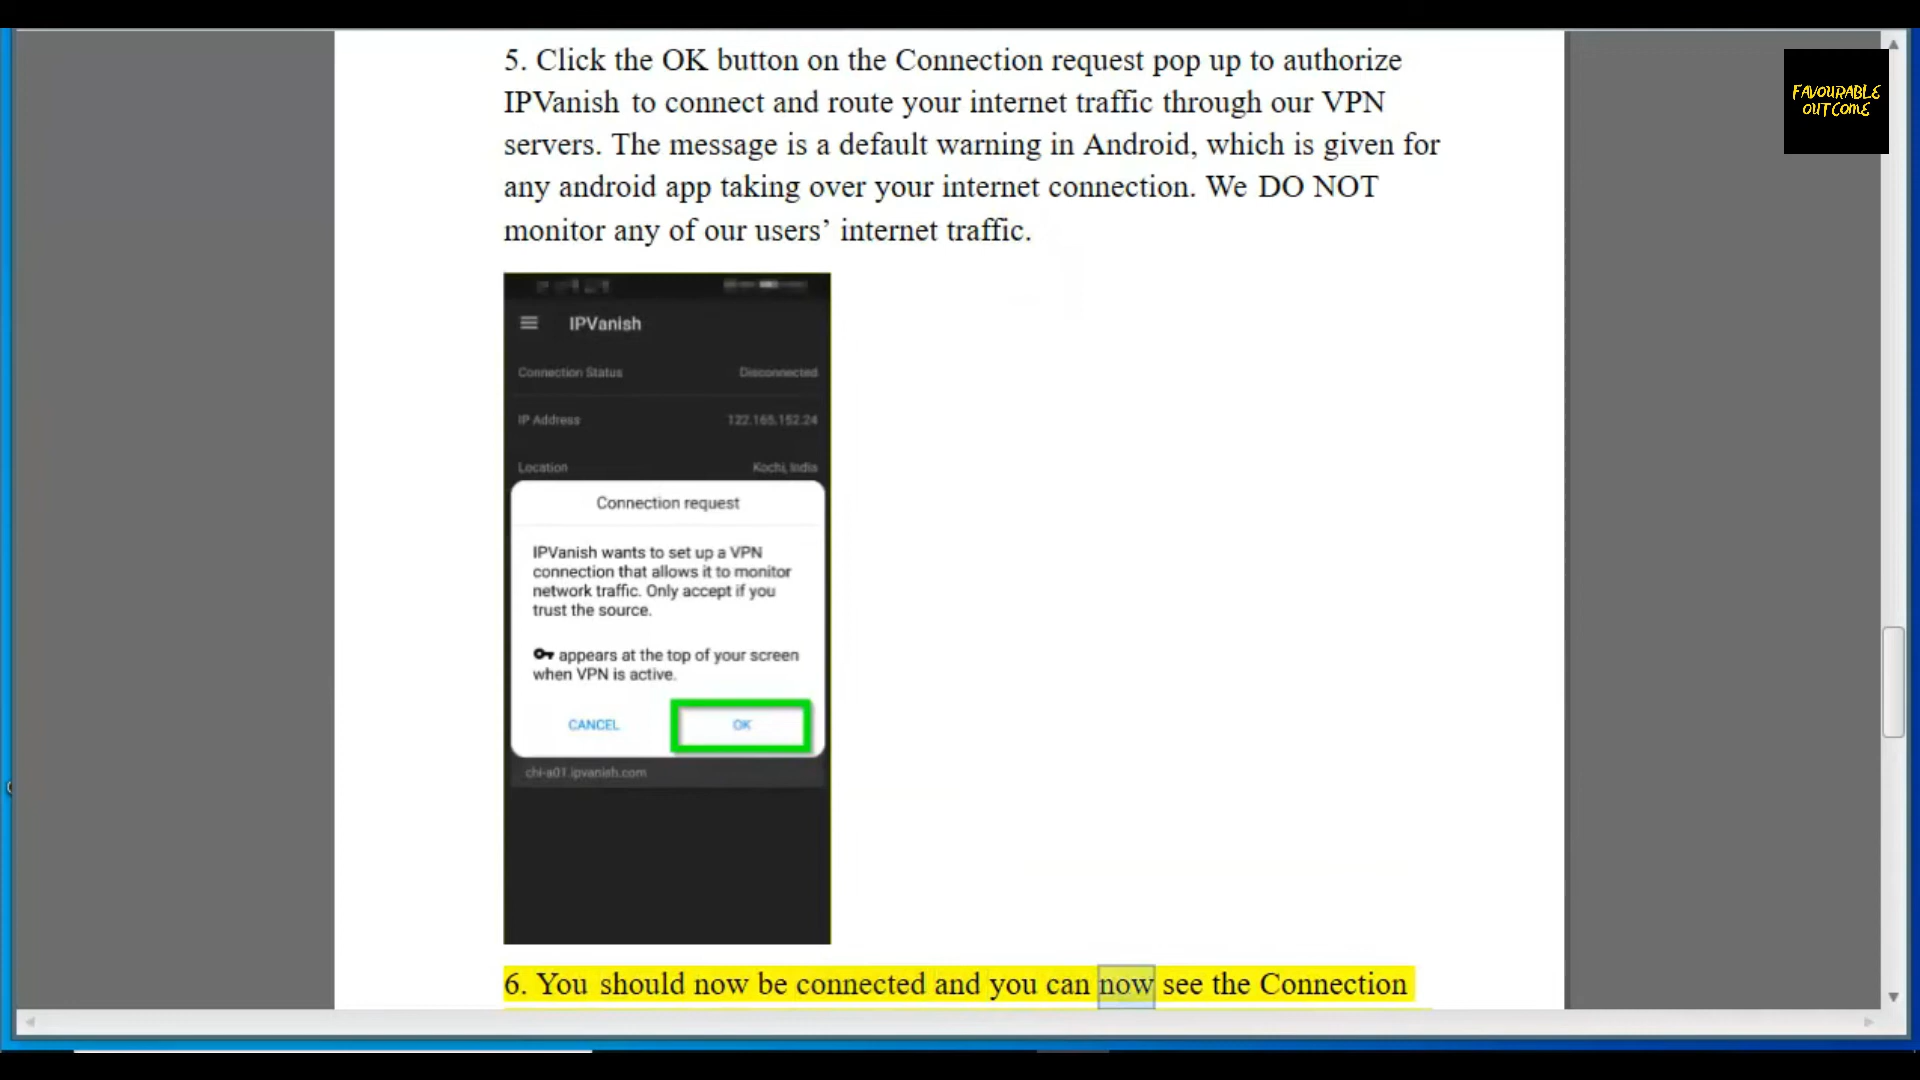 5. Click the OK button on the Connection request pop up to authorize
IPVanish to connect and route your internet traffic through our VPN
servers. The message is a default warning in Android, which is given for
any android app taking over your internet connection. We DO NOT
monitor any of our users’ internet traffic.
FAVOURABLE
OUTCOME
IPVanish
Connection Status Disconnected
IP Address 122.165.152.24
Location Kochi, India
Connection request
IPVanish wants to set up a VPN
connection that allows it to monitor
network traffic. Only accept if you
trust the source.
appears at the top of your screen
when VPN is active.
CANCEL OK
chi-a01.ipvanish.com
6. You should now be connected and you can now see the Connection